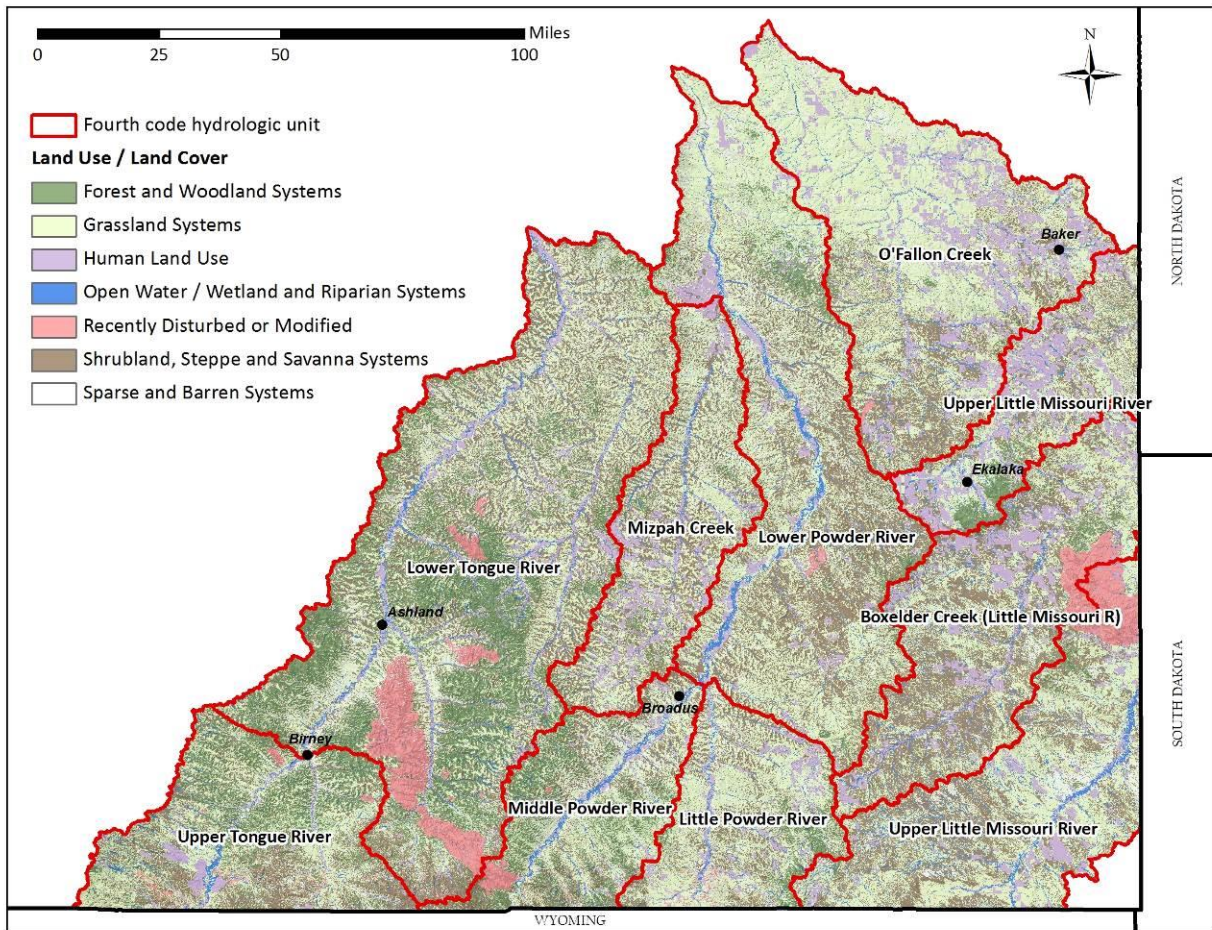 Miles
0 25 50 100
N
Fourth code hydrologic unit
Land Use / Land Cover
Forest and Woodland Systems
Grassland Systems
Human Land Use
Open Water / Wetland and Riparian Systems
Recently Disturbed or Modified
Shrubland, Steppe and Savanna Systems
Sparse and Barren Systems
NORTH DAKOTA
Baker
O'Fallon Creek
Upper Little Missouri River
Ekalaka
Mizpah Creek
Lower Powder River
Lower Tongue River
Ashland
Boxelder Creek (Little Missouri R)
SOUTH DAKOTA
Broadus
Birney
Middle Powder River
Little Powder River
Upper Little Missouri River
Upper Tongue River
WYOMING